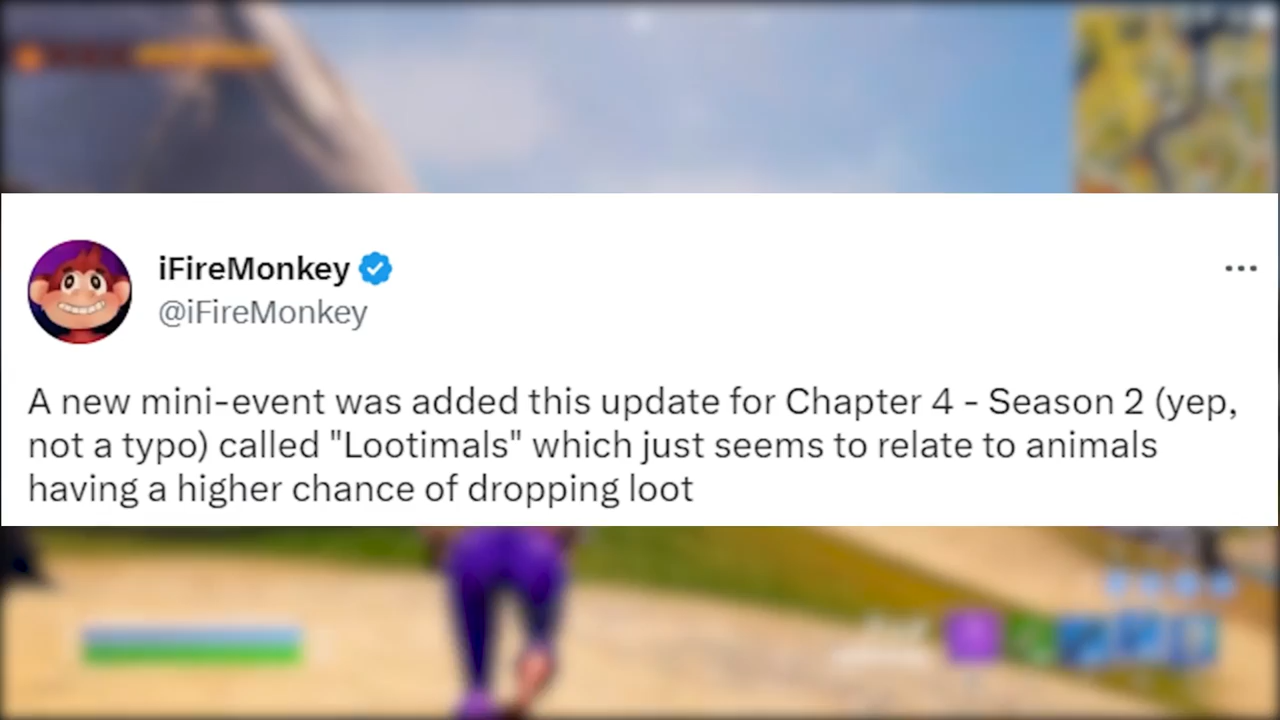 iFireMonkey
@iFireMonkey
A new mini-event was added this update for Chapter 4 - Season 2 (yep,
not a typo) called "Lootimals" which just seems to relate to animals
having a higher chance of dropping loot